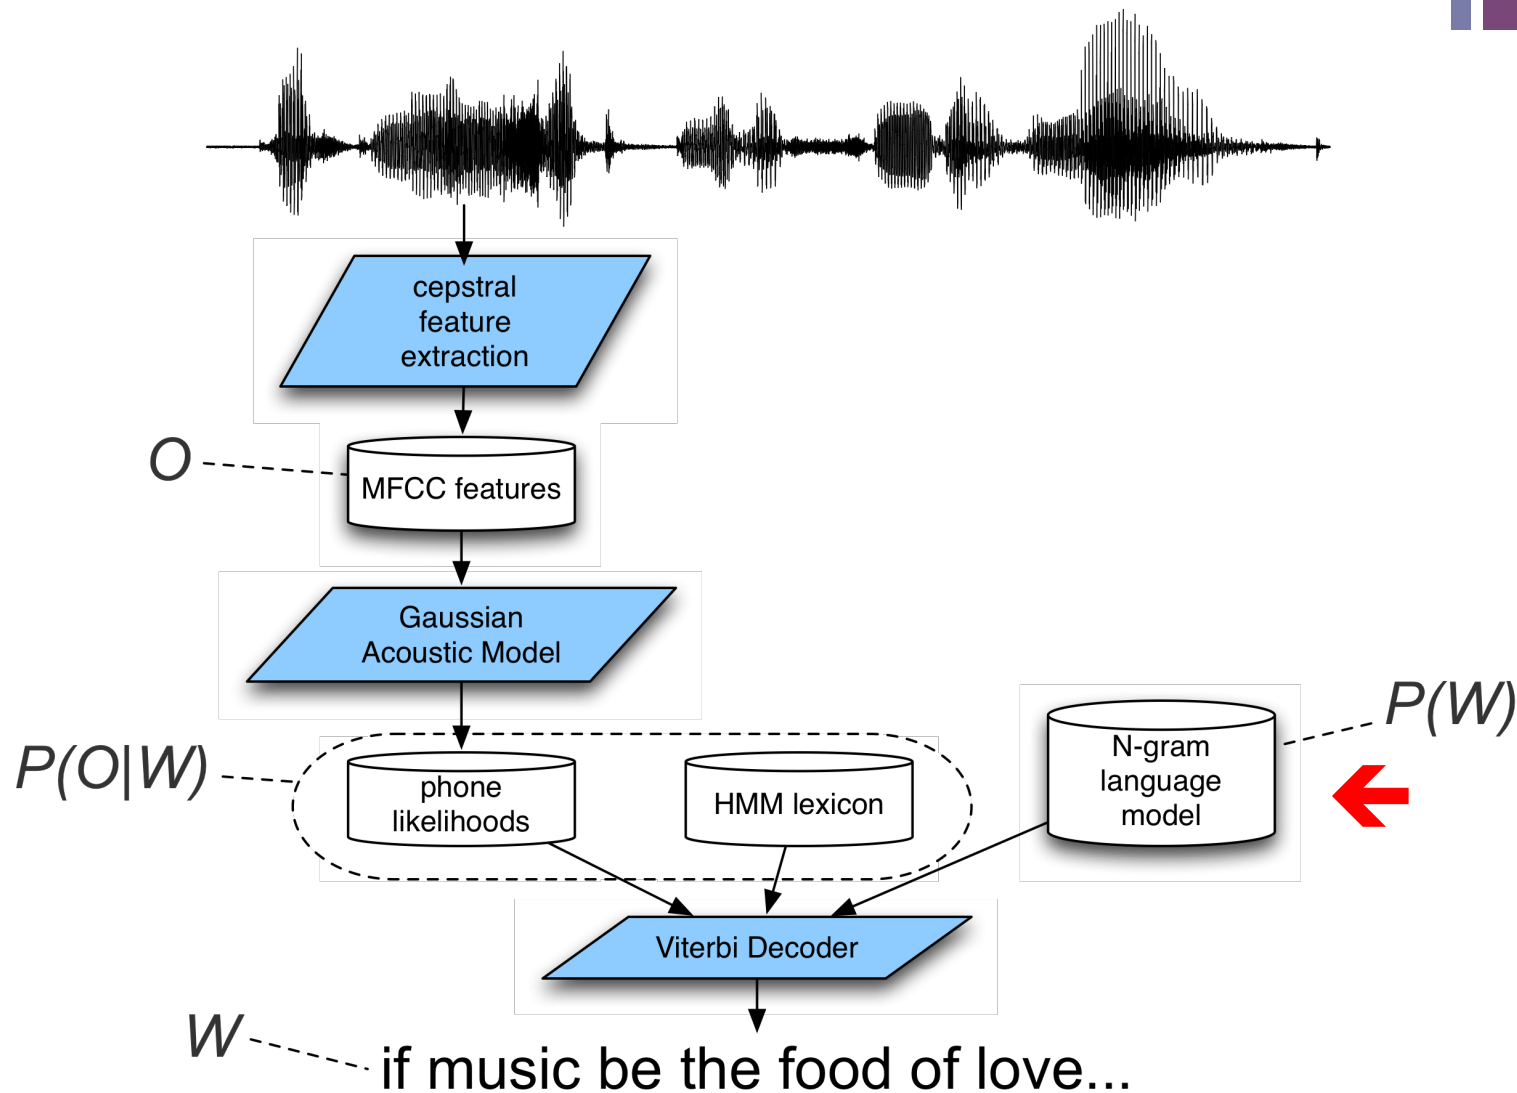 cepstral
feature
extraction
O
MFCC features
Gaussian
Acoustic Model
P(O|W)
phone
likelihoods
HMM lexicon
N-gram
language
model
P(W)
Viterbi Decoder
W
if music be the food of love...